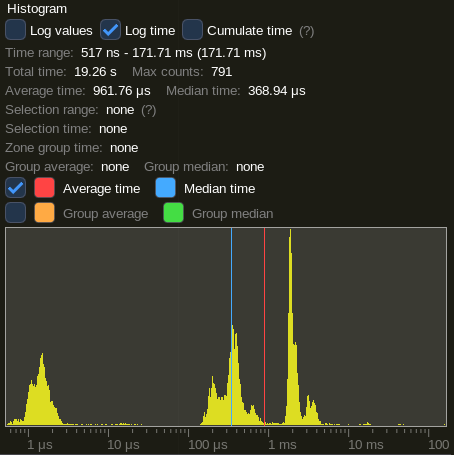 Histogram
Log values Log time Cumulate time (?)
Time range: 517 ns - 171.71 ms (171.71 ms)
Total time: 19.26 s Max counts: 791
Average time: 961.76 μs Median time: 368.94 μs
Selection range: none (?)
Selection time: none
Zone group time: none
Group average: none Group median: none
Average time Median time
Group average Group median
1 μs 10 μs 100 μs 1 ms 10 ms 100